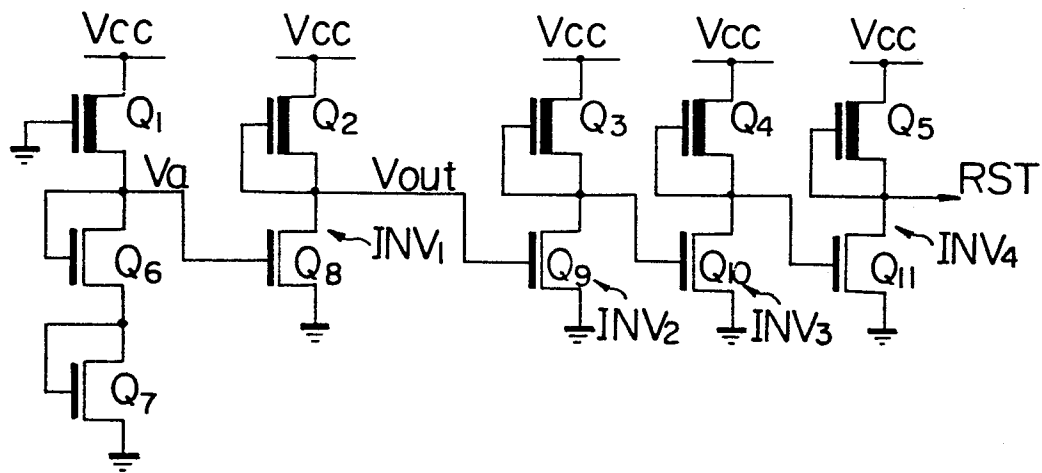 Vcc Vcc Vcc Vcc Vcc
Q1 Q2 Q3 Q4 Q5
Va Vout RST
Q6 Q8 INV1 Q9 Q10 Q11 INV4
INV2 INV3
Q7